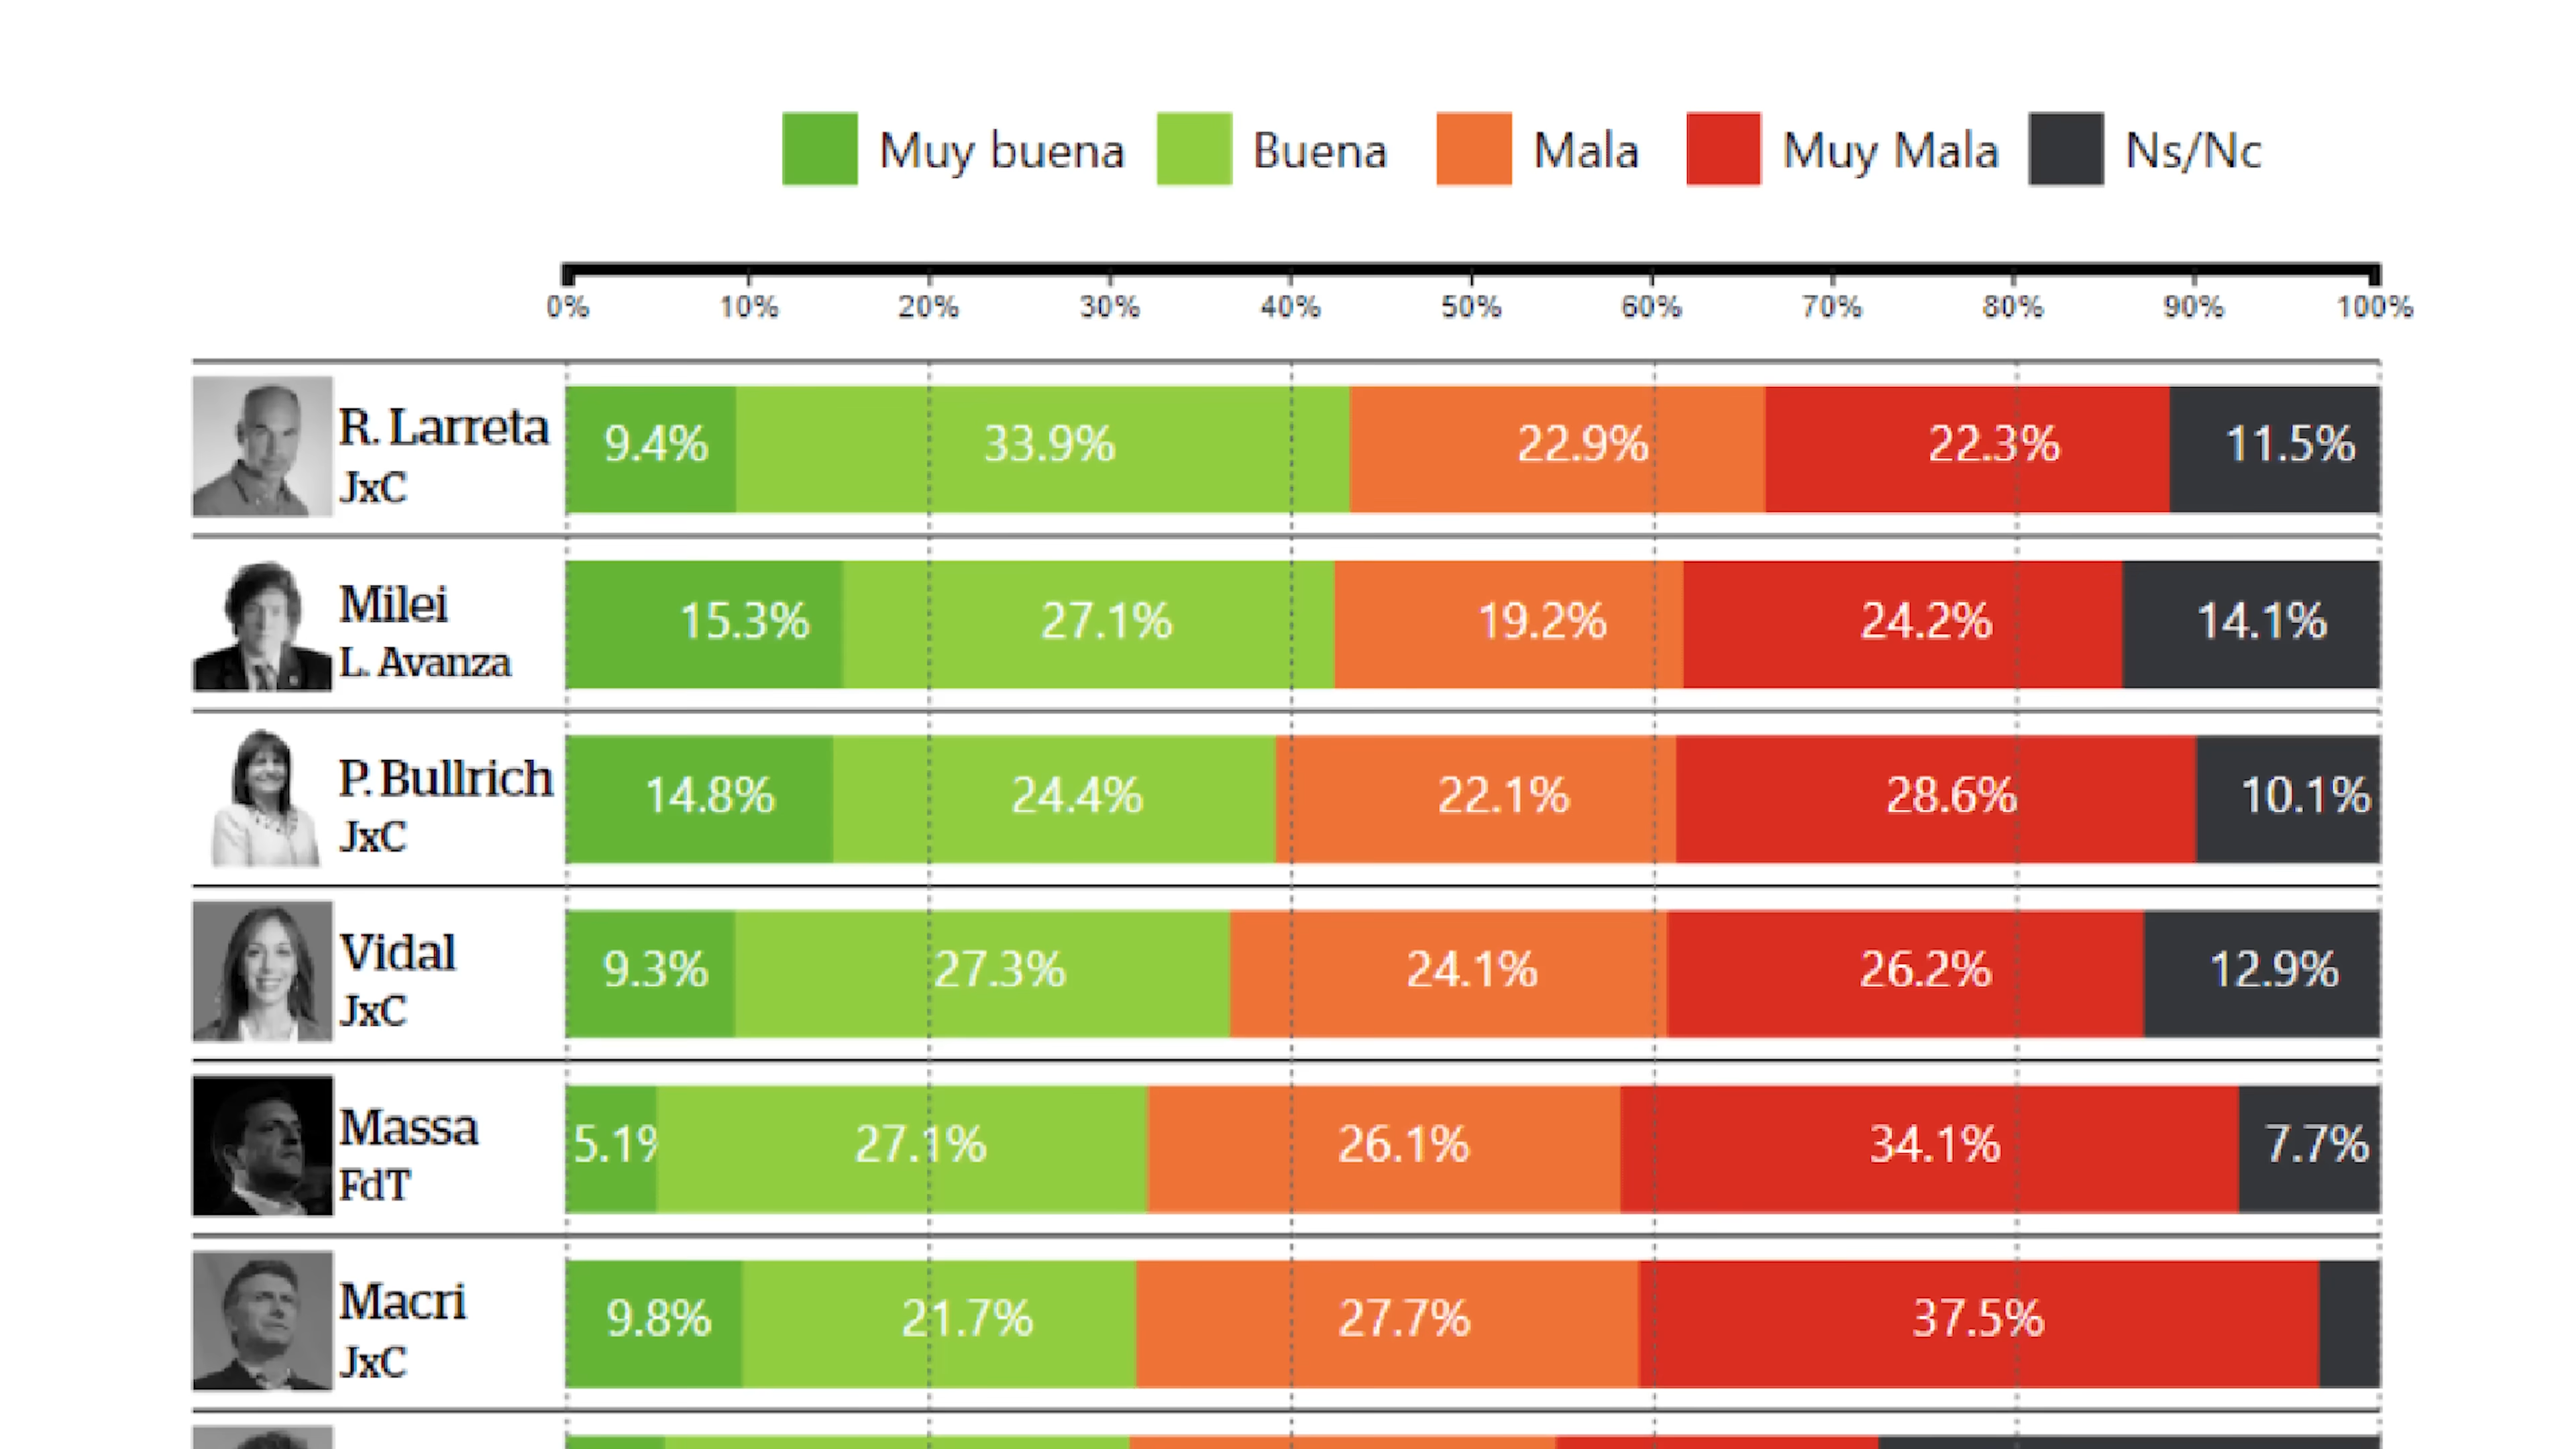 Muy buena Buena Mala Muy Mala Ns/Nc
0% 10% 20% 30% 40% 50% 60% 70% 80% 90% 100%
R. Larreta
JxC
9.4% 33.9% 22.9% 22.3% 11.5%
Milei
L. Avanza
15.3% 27.1% 19.2% 24.2% 14.1%
P. Bullrich
JxC
14.8% 24.4% 22.1% 28.6% 10.1%
Vidal
JxC
9.3% 27.3% 24.1% 26.2% 12.9%
Massa
FdT
5.1% 27.1% 26.1% 34.1% 7.7%
Macri
JxC
9.8% 21.7% 27.7% 37.5%